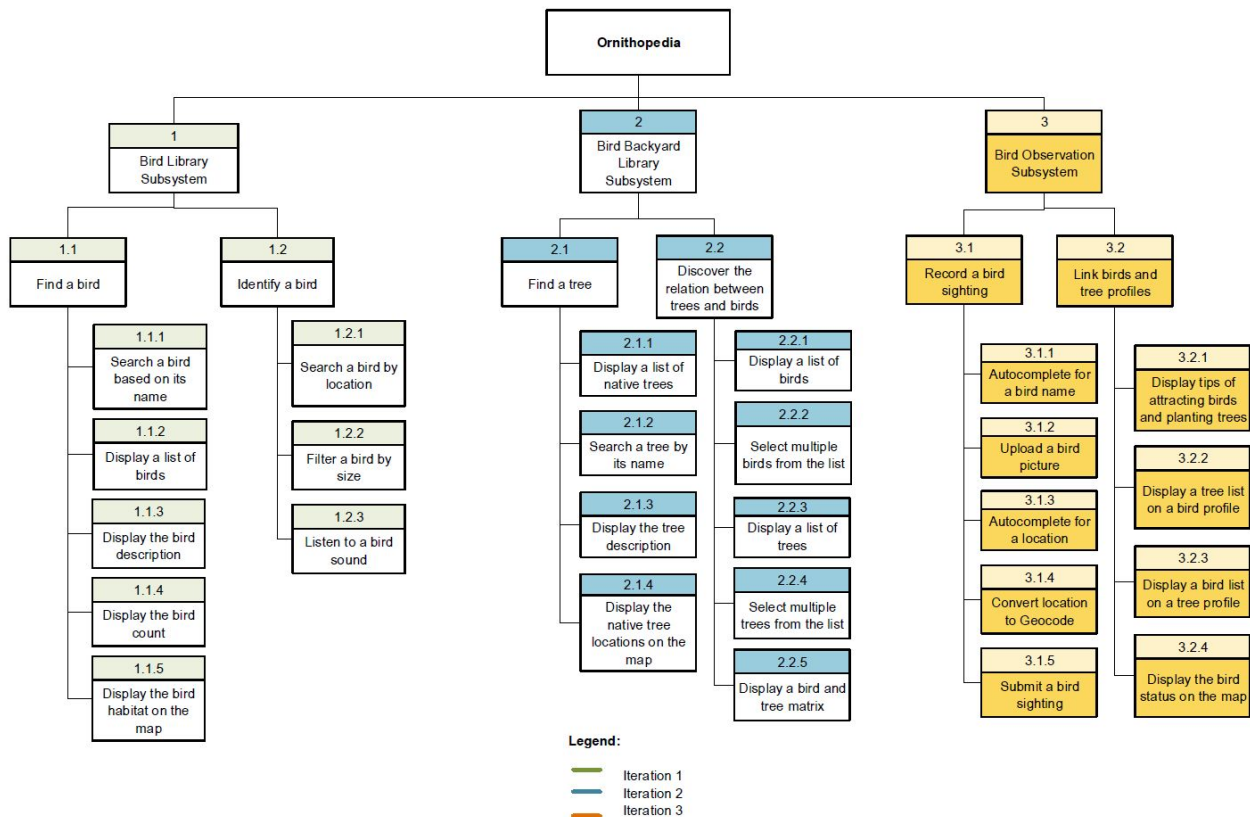 Ornithopedia
1
Bird Library
Subsystem
2
Bird Backyard
Library
Subsystem
3
Bird Observation
Subsystem
1.1
Find a bird
1.2
Identify a bird
2.1
Find a tree
2.2
Discover the
relation between
trees and birds
3.1
Record a bird
sighting
3.2
Link birds and
tree profiles
1.1.1
Search a bird
based on its
name
1.1.2
Display a list of
birds
1.1.3
Display the bird
description
1.1.4
Display the bird
count
1.1.5
Display the bird
habitat on the
map
1.2.1
Search a bird by
location
1.2.2
Filter a bird by
size
1.2.3
Listen to a bird
sound
2.1.1
Display a list of
native trees
2.1.2
Search a tree by
its name
2.1.3
Display the tree
description
2.1.4
Display the
native tree
locations on the
map
2.2.1
Display a list of
birds
2.2.2
Select multiple
birds from the list
2.2.3
Display a list of
trees
2.2.4
Select multiple
trees from the list
2.2.5
Display a bird and
tree matrix
3.1.1
Autocomplete for
a bird name
3.1.2
Upload a bird
picture
3.1.3
Autocomplete for
a location
3.1.4
Convert location
to Geocode
3.1.5
Submit a bird
sighting
3.2.1
Display tips of
attracting birds
and planting trees
3.2.2
Display a tree list
on a bird profile
3.2.3
Display a bird list
on a tree profile
3.2.4
Display the bird
status on the map
Legend:
Iteration 1
Iteration 2
Iteration 3